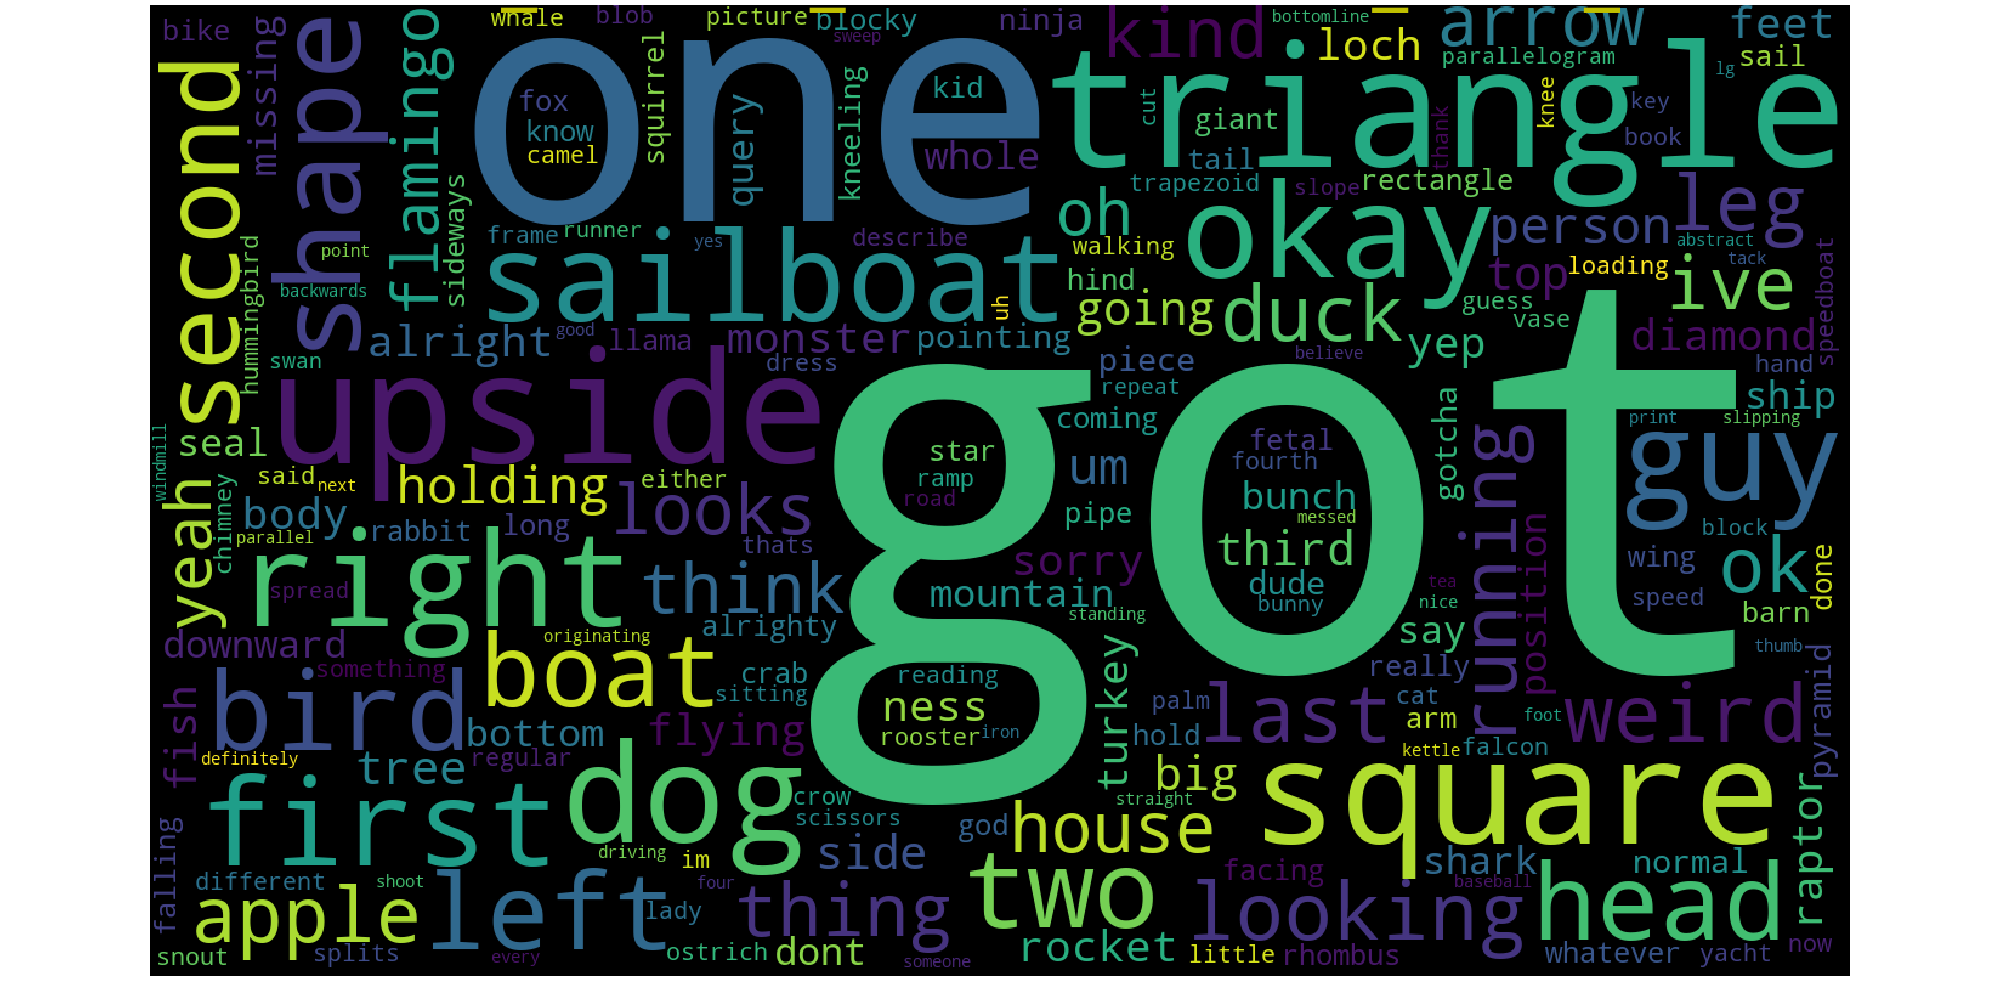 got
one
triangle
upside
square
sailboat
okay
right
second
shape
dog
first
bird
boat
left
head
two
guy
apple
looking
last
weird
running
thing
house
duck
flamingo
kind
arrow
loch
feet
parallelogram
lg
sail
bottomline
whale
blob
picture
blocky
sweep
ninja
bike
missing
squirrel
fox
know
camel
query
kneeling
kid
whole
cut
giant
tail
knee
thank
key
book
trapezoid
slope
rectangle
leg
oh
person
sideways
frame
runner
yes
describe
walking
hind
going
top
loading
abstract
tack
ive
speedboat
point
backwards
hummingbird
swan
alright
good
llama
monster
uh
pointing
dress
piece
repeat
coming
believe
guess
vase
yep
diamond
hand
ship
print
slipping
windmill
seal
yeah
said
next
holding
either
looks
star
ramp
road
um
pipe
fetal
fourth
bunch
messed
third
dude
bunny
gotcha
body
rabbit
long
thats
chimney
parallel
spread
think
sorry
mountain
standing
tea
nice
position
block
wing
ok
speed
barn
done
thumb
downward
originating
something
alrighty
crab
sitting
reading
ness
rooster
iron
turkey
say
really
palm
hold
cat
arm
foot
kettle
falcon
pyramid
fish
definitely
tree
bottom
regular
flying
crow
scissors
big
straight
god
raptor
falling
different
shoot
driving
im
four
lady
side
facing
shark
baseball
normal
snout
splits
every
ostrich
dont
someone
rocket
little
rhombus
whatever
yacht
now